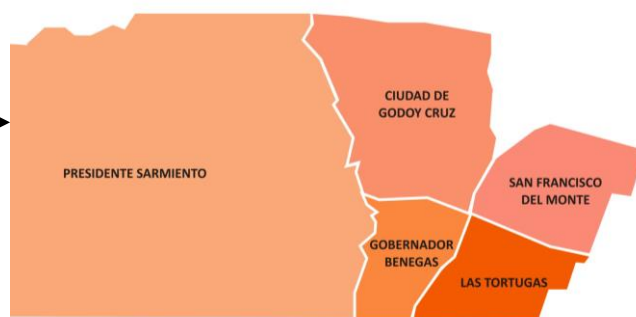 CIUDAD DE
GODOY CRUZ
PRESIDENTE SARMIENTO
SAN FRANCISCO
DEL MONTE
GOBERNADOR
BENEGAS
LAS TORTUGAS